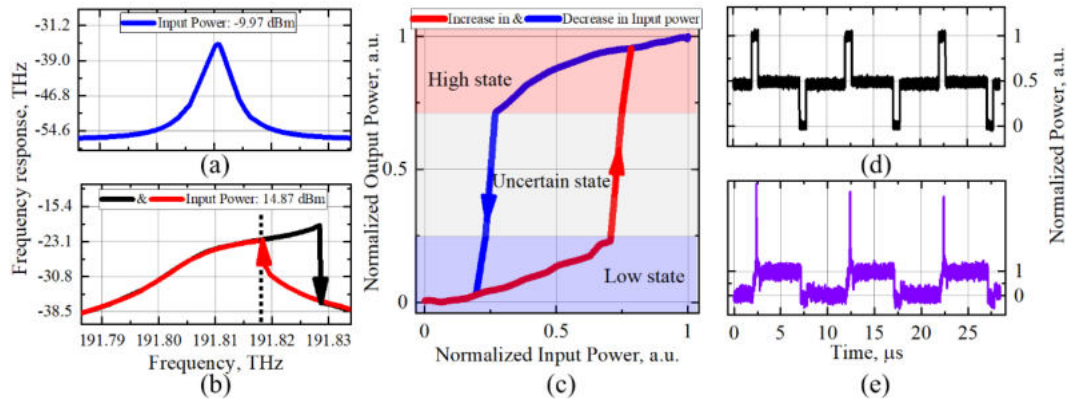 Frequency response, THz
-31.2
-39.0
-46.8
-54.6
Input Power: -9.97 dBm
(a)
-15.4
-23.1
-30.8
-38.5
& Input Power: 14.87 dBm
191.79 191.80 191.81 191.82 191.83
Frequency, THz
(b)
Increase in & Decrease in Input power
Normalized Output Power, a.u.
1
0.5
0
High state
Uncertain state
Low state
0 0.5 1
Normalized Input Power, a.u.
(c)
1
0.5
0
(d)
Normalized Power, a.u.
1
0
0 5 10 15 20 25
Time, μs
(e)